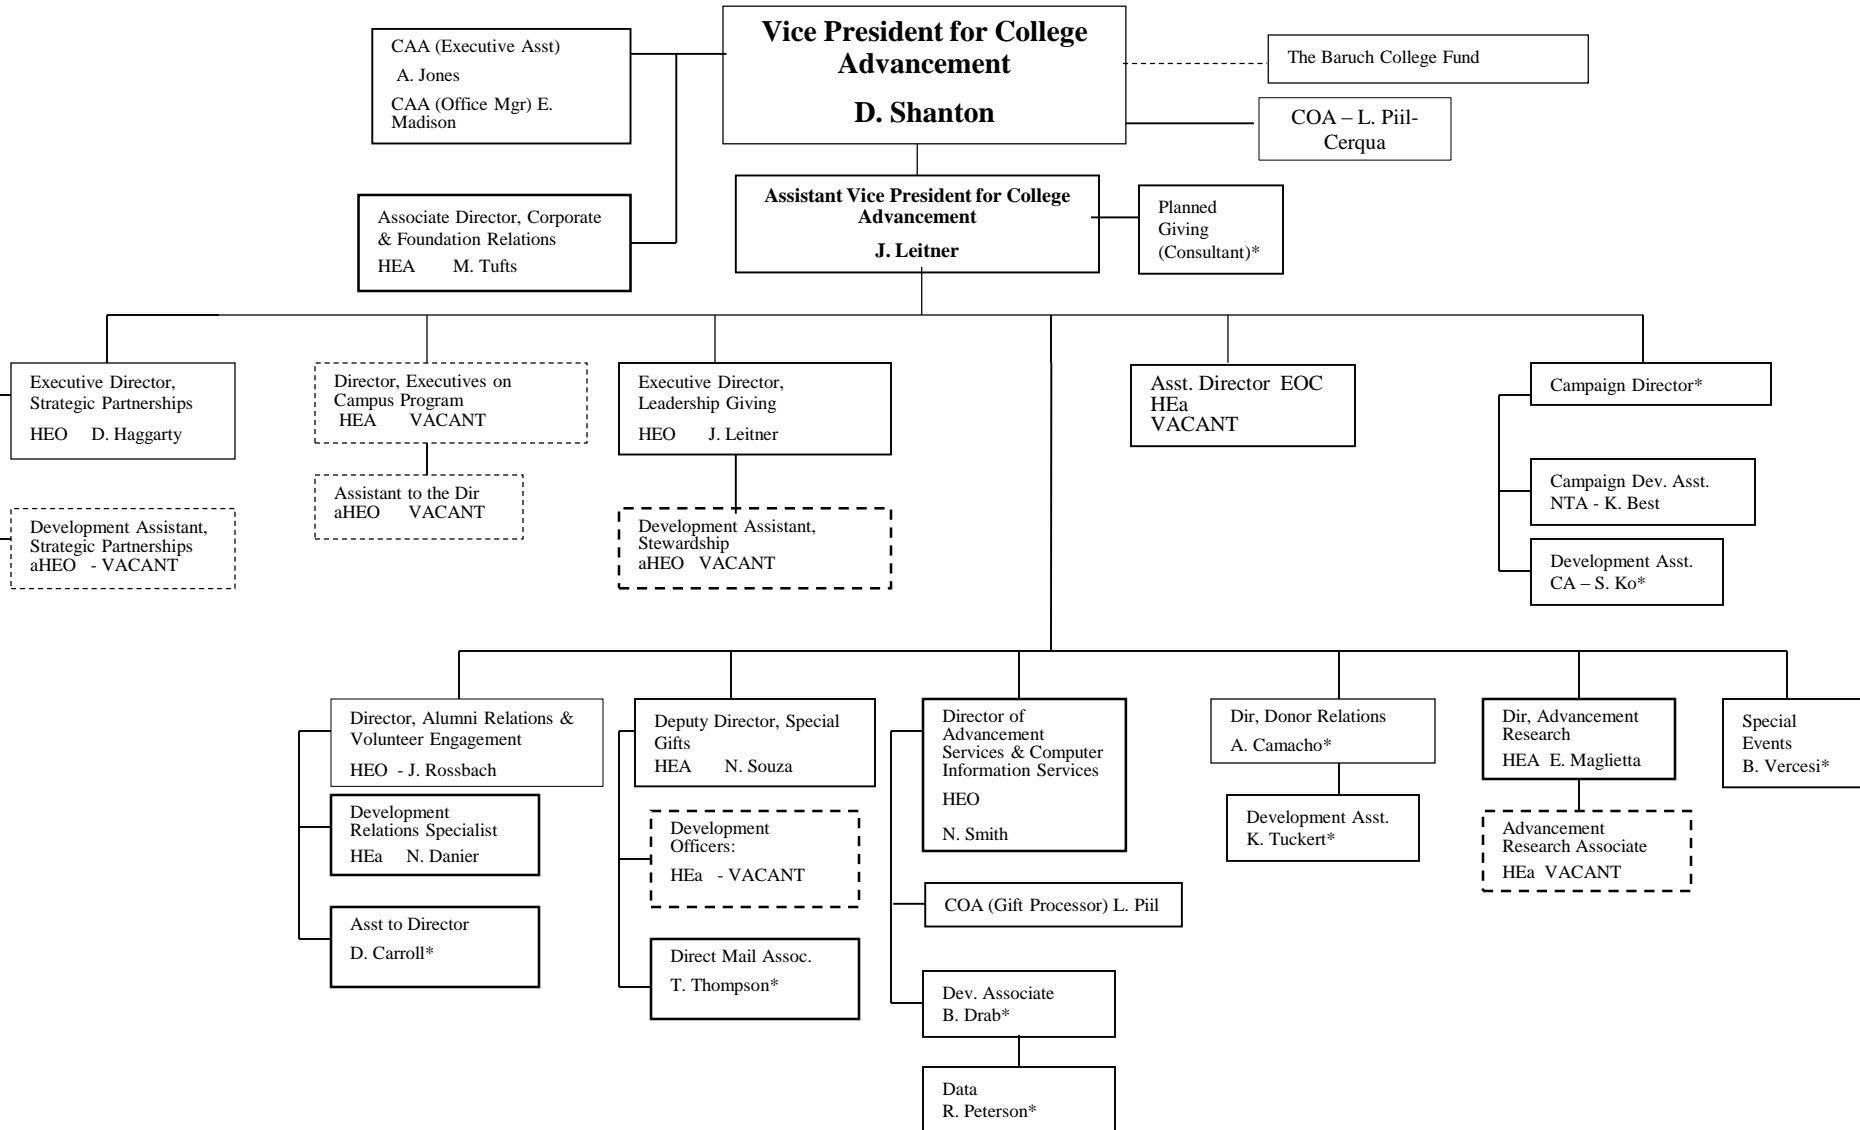 Vice President for College
Advancement
D. Shanton
CAA (Executive Asst)
A. Jones
CAA (Office Mgr) E.
Madison
The Baruch College Fund
COA – L. Piil-
Cerqua
Associate Director, Corporate
& Foundation Relations
HEA M. Tufts
Assistant Vice President for College
Advancement
J. Leitner
Planned
Giving
(Consultant)*
Executive Director,
Strategic Partnerships
HEO D. Haggarty
Director, Executives on
Campus Program
HEA VACANT
Executive Director,
Leadership Giving
HEO J. Leitner
Asst. Director EOC
HEa
VACANT
Campaign Director*
Development Assistant,
Strategic Partnerships
aHEO - VACANT
Assistant to the Dir
aHEO VACANT
Development Assistant,
Stewardship
aHEO VACANT
Campaign Dev. Asst.
NTA - K. Best
Development Asst.
CA – S. Ko*
Director, Alumni Relations &
Volunteer Engagement
HEO - J. Rossbach
Deputy Director, Special
Gifts
HEA N. Souza
Director of
Advancement
Services & Computer
Information Services
HEO
N. Smith
Dir, Donor Relations
A. Camacho*
Dir, Advancement
Research
HEA E. Maglietta
Special
Events
B. Vercesi*
Development
Relations Specialist
HEa N. Danier
Development
Officers:
HEa - VACANT
Development Asst.
K. Tuckert*
Advancement
Research Associate
HEa VACANT
Asst to Director
D. Carroll*
Direct Mail Assoc.
T. Thompson*
COA (Gift Processor) L. Piil
Dev. Associate
B. Drab*
Data
R. Peterson*